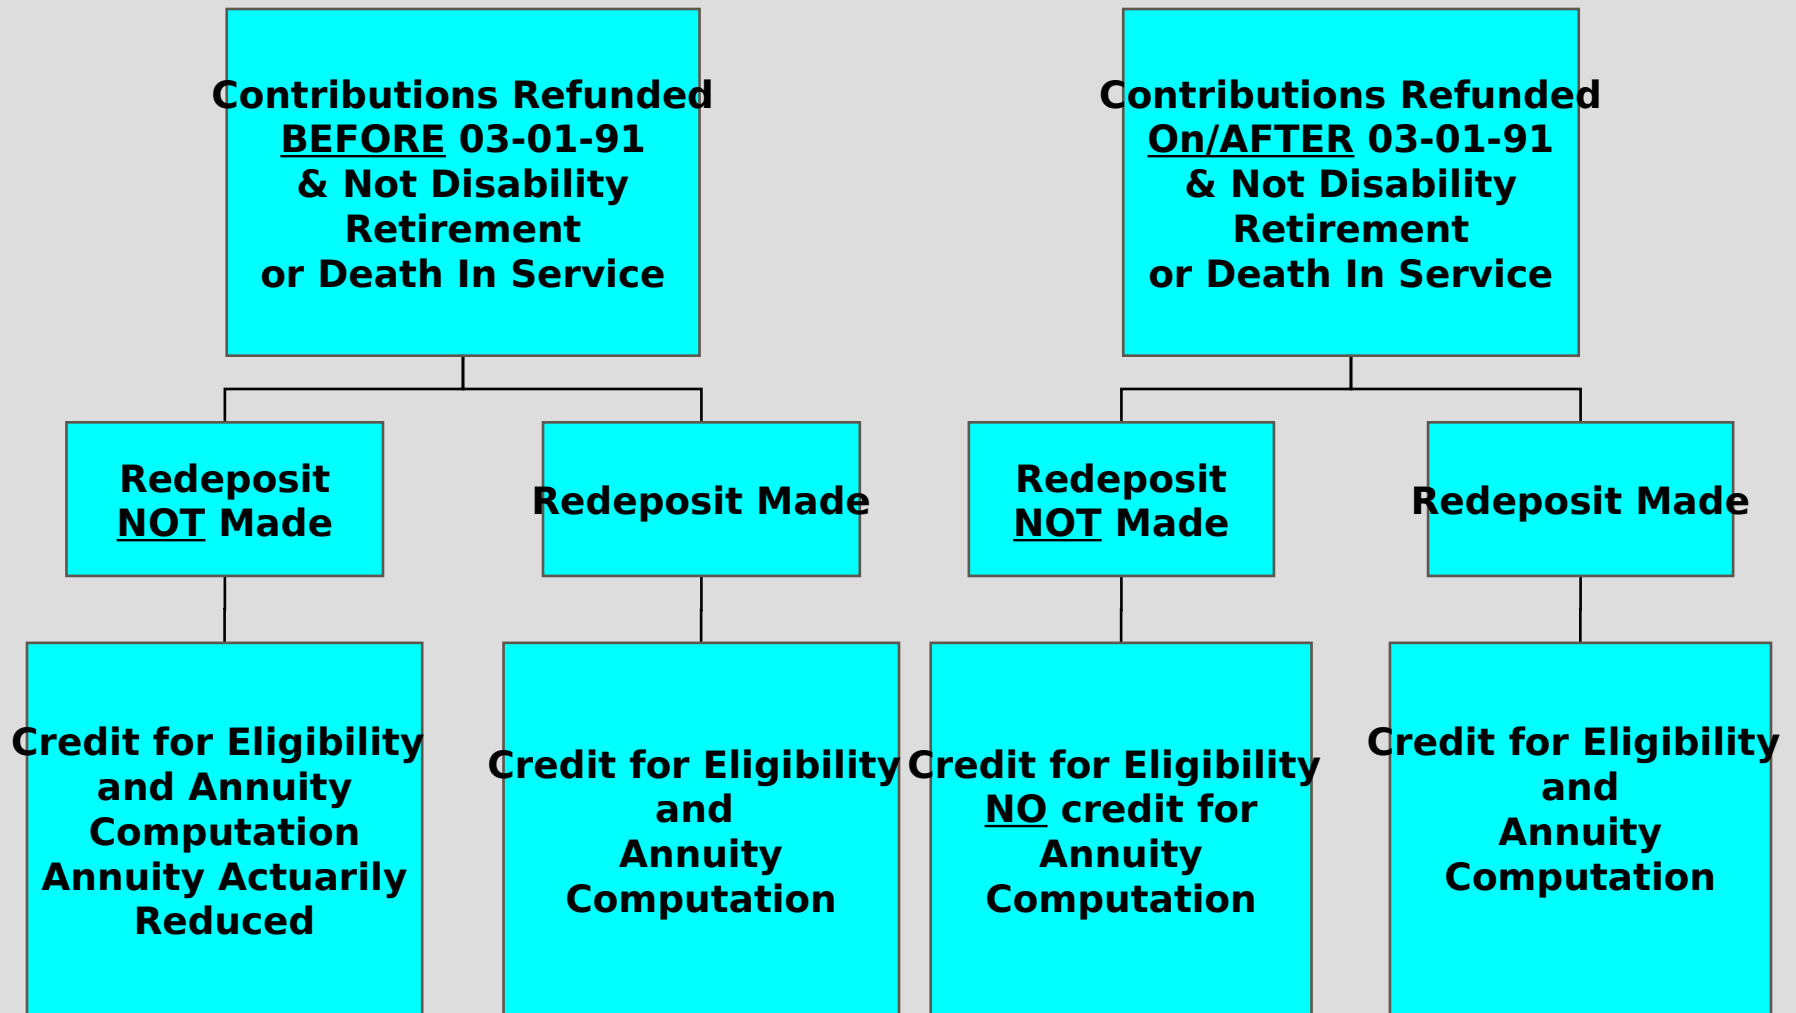 Contributions Refunded
BEFORE 03-01-91
& Not Disability
Retirement
or Death In Service
Contributions Refunded
On/AFTER 03-01-91
& Not Disability
Retirement
or Death In Service
Redeposit
NOT Made
Redeposit Made
Redeposit
NOT Made
Redeposit Made
Credit for Eligibility
and Annuity
Computation
Annuity Actuarily
Reduced
Credit for Eligibility
and
Annuity
Computation
Credit for Eligibility
NO credit for
Annuity
Computation
Credit for Eligibility
and
Annuity
Computation